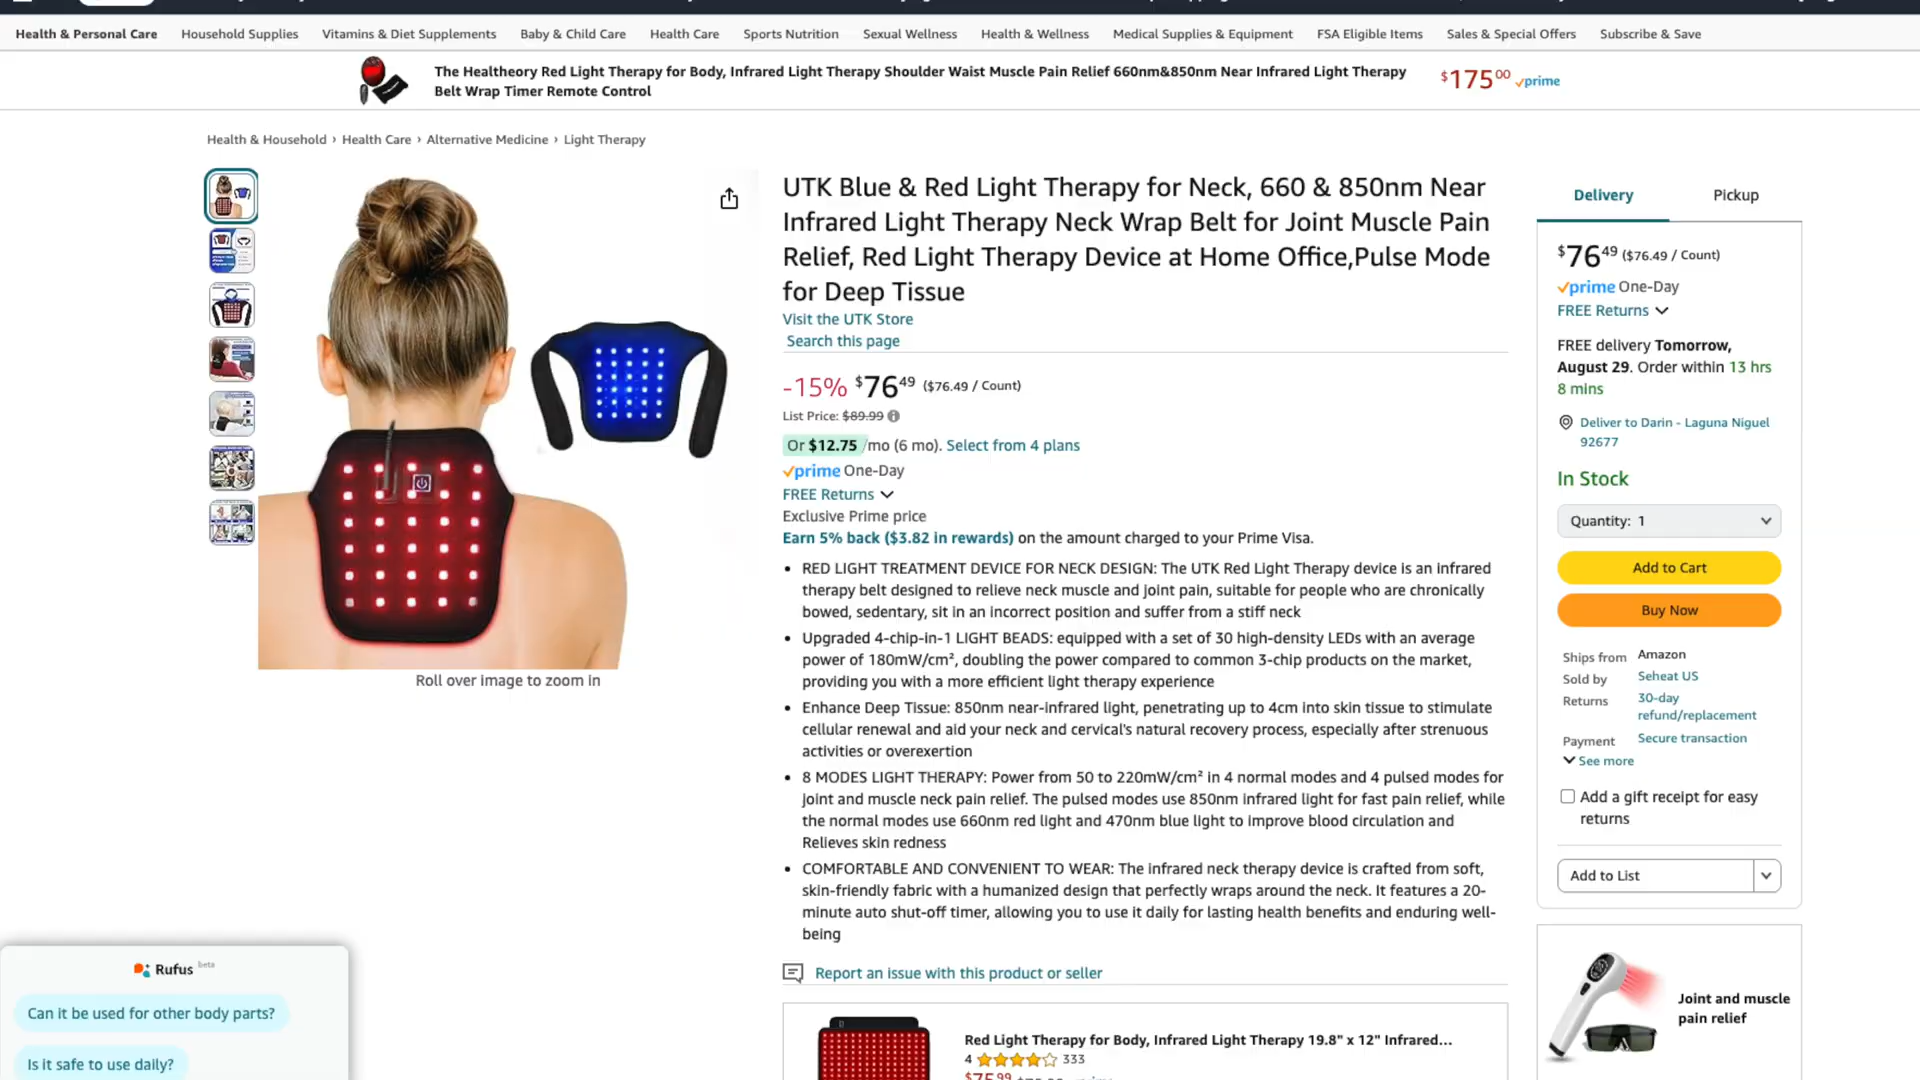 Health & Personal Care Household Supplies Vitamins & Diet Supplements Baby & Child Care Health Care Sports Nutrition Sexual Wellness Health & Wellness Medical Supplies & Equipment FSA Eligible Items Sales & Special Offers Subscribe & Save
The Healtheory Red Light Therapy for Body, Infrared Light Therapy Shoulder Waist Muscle Pain Relief 660nm&850nm Near Infrared Light Therapy
Belt Wrap Timer Remote Control
$175.00 prime
Health & Household › Health Care › Alternative Medicine › Light Therapy
Roll over image to zoom in
UTK Blue & Red Light Therapy for Neck, 660 & 850nm Near
Infrared Light Therapy Neck Wrap Belt for Joint Muscle Pain
Relief, Red Light Therapy Device at Home Office,Pulse Mode
for Deep Tissue
Visit the UTK Store
Search this page
-15% $76 49 ($76.49 / Count)
List Price: $89.99
Or $12.75 /mo (6 mo). Select from 4 plans
prime One-Day
FREE Returns
Exclusive Prime price
Earn 5% back ($3.82 in rewards) on the amount charged to your Prime Visa.
• RED LIGHT TREATMENT DEVICE FOR NECK DESIGN: The UTK Red Light Therapy device is an infrared
therapy belt designed to relieve neck muscle and joint pain, suitable for people who are chronically
bowed, sedentary, sit in an incorrect position and suffer from a stiff neck
• Upgraded 4-chip-in-1 LIGHT BEADS: equipped with a set of 30 high-density LEDs with an average
power of 180mW/cm², doubling the power compared to common 3-chip products on the market,
providing you with a more efficient light therapy experience
• Enhance Deep Tissue: 850nm near-infrared light, penetrating up to 4cm into skin tissue to stimulate
cellular renewal and aid your neck and cervical's natural recovery process, especially after strenuous
activities or overexertion
• 8 MODES LIGHT THERAPY: Power from 50 to 220mW/cm² in 4 normal modes and 4 pulsed modes for
joint and muscle neck pain relief. The pulsed modes use 850nm infrared light for fast pain relief, while
the normal modes use 660nm red light and 470nm blue light to improve blood circulation and
Relieves skin redness
• COMFORTABLE AND CONVENIENT TO WEAR: The infrared neck therapy device is crafted from soft,
skin-friendly fabric with a humanized design that perfectly wraps around the neck. It features a 20-
minute auto shut-off timer, allowing you to use it daily for lasting health benefits and enduring well-
being
Report an issue with this product or seller
Red Light Therapy for Body, Infrared Light Therapy 19.8" x 12" Infrared...
4 333
$75.99
Delivery Pickup
$76 49 ($76.49 / Count)
prime One-Day
FREE Returns
FREE delivery Tomorrow,
August 29. Order within 13 hrs
8 mins
Deliver to Darin - Laguna Niguel
92677
In Stock
Quantity: 1
Add to Cart
Buy Now
Ships from Amazon
Sold by Seheat US
Returns 30-day
refund/replacement
Payment Secure transaction
See more
Add a gift receipt for easy
returns
Add to List
Joint and muscle
pain relief
Rufus beta
Can it be used for other body parts?
Is it safe to use daily?